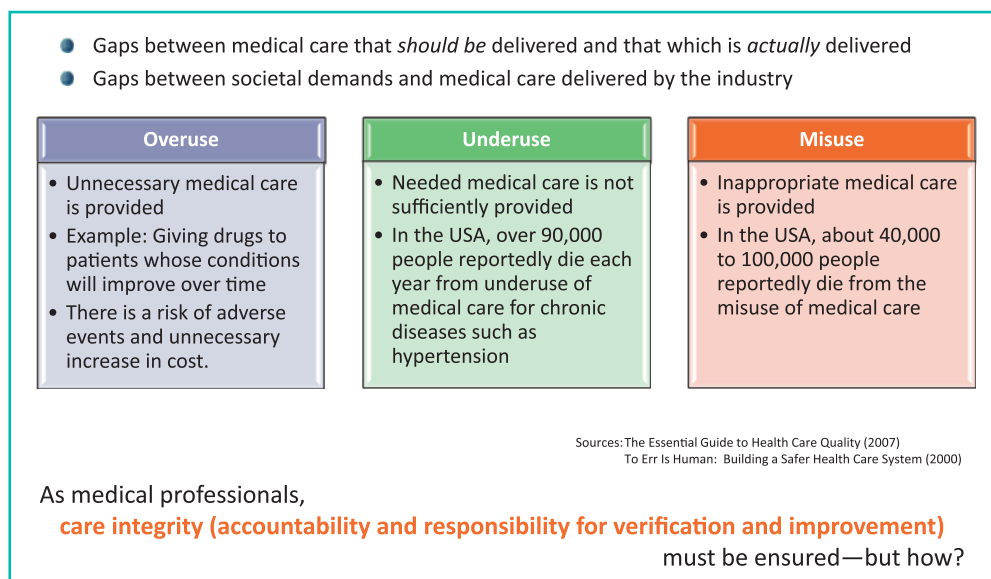 Gaps between medical care that should be delivered and that which is actually delivered
Gaps between societal demands and medical care delivered by the industry
Overuse
• Unnecessary medical care
is provided
• Example: Giving drugs to
patients whose conditions
will improve over time
• There is a risk of adverse
events and unnecessary
increase in cost.
Underuse
• Needed medical care is not
sufficiently provided
• In the USA, over 90,000
people reportedly die each
year from underuse of
medical care for chronic
diseases such as
hypertension
Misuse
• Inappropriate medical care
is provided
• In the USA, about 40,000
to 100,000 people
reportedly die from the
misuse of medical care
Sources: The Essential Guide to Health Care Quality (2007)
To Err Is Human: Building a Safer Health Care System (2000)
As medical professionals,
care integrity (accountability and responsibility for verification and improvement)
must be ensured—but how?